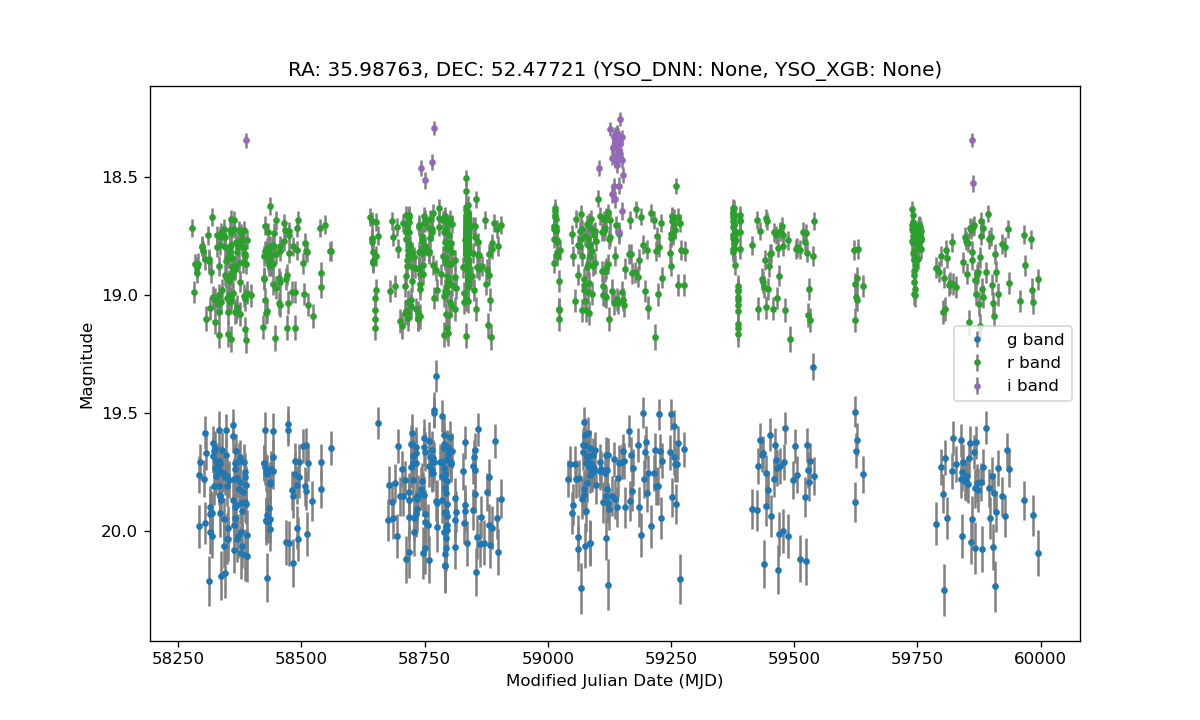 RA: 35.98763, DEC: 52.47721 (YSO_DNN: None, YSO_XGB: None)
18.5
19.0
19.5
20.0
Magnitude
g band
r band
i band
58250
58500
58750
59000
59250
59500
59750
60000
Modified Julian Date (MJD)